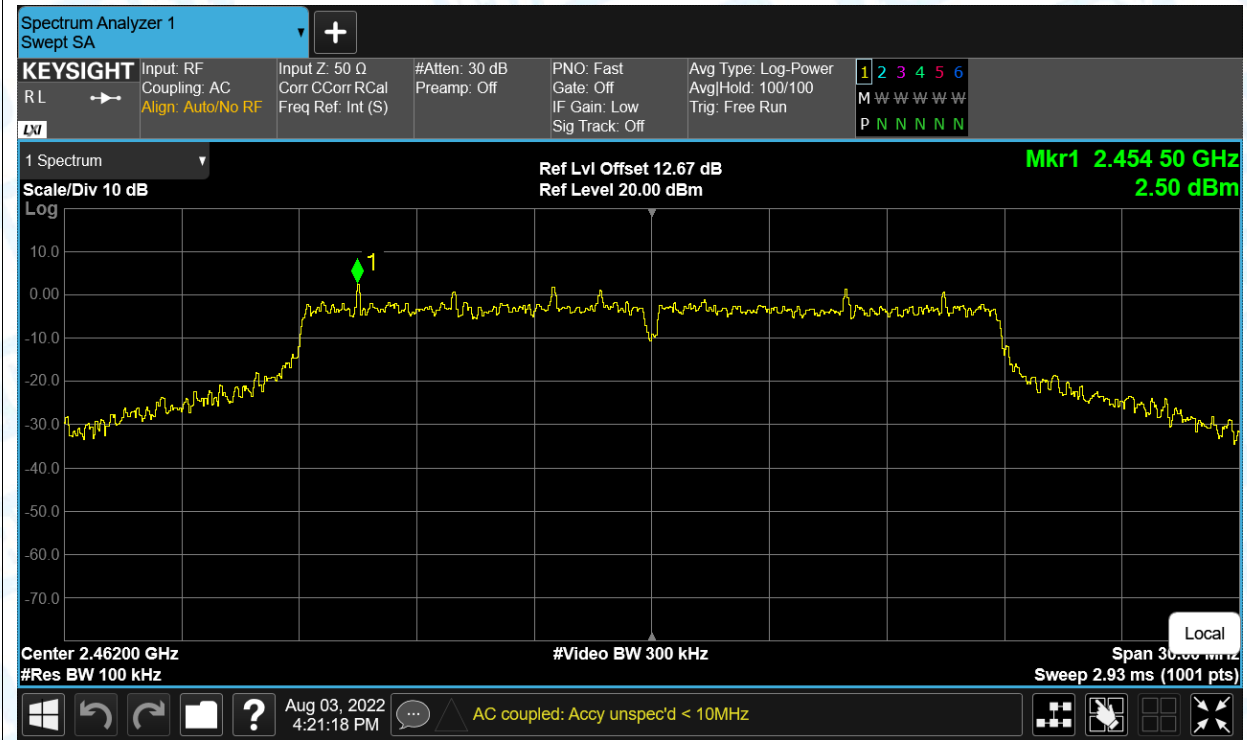 Spectrum Analyzer 1
Swept SA
KEYSIGHT
R L
LXI
Input: RF
Coupling: AC
Align: Auto/No RF
Input Z: 50 Ω
Corr CCorr RCal
Freq Ref: Int (S)
#Atten: 30 dB
Preamp: Off
PNO: Fast
Gate: Off
IF Gain: Low
Sig Track: Off
Avg Type: Log-Power
Avg|Hold: 100/100
Trig: Free Run
1 2 3 4 5 6
M W W W W W
P N N N N N
1 Spectrum
Scale/Div 10 dB
Log
Ref Lvl Offset 12.67 dB
Ref Level 20.00 dBm
Mkr1 2.454 50 GHz
2.50 dBm
1
10.0
0.00
-10.0
-20.0
-30.0
-40.0
-50.0
-60.0
-70.0
Local
Center 2.46200 GHz
#Video BW 300 kHz
Span 30.00 MHz
#Res BW 100 kHz
Sweep 2.93 ms (1001 pts)
?
Aug 03, 2022
4:21:18 PM
AC coupled: Accy unspec'd < 10MHz